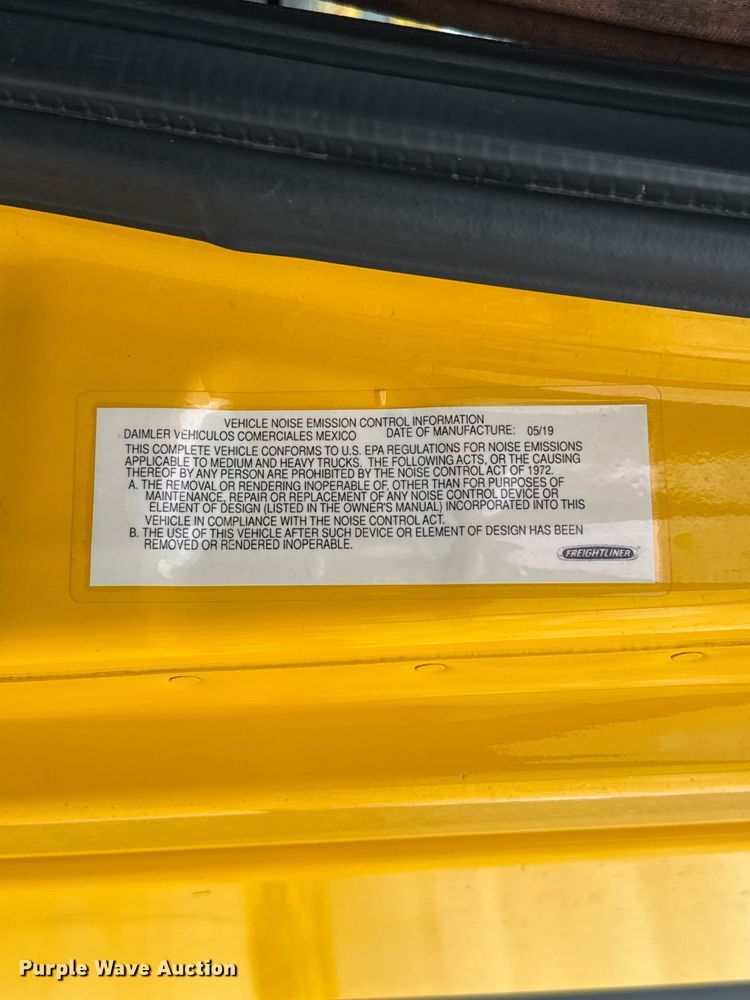 VEHICLE NOISE EMISSION CONTROL INFORMATION
DAIMLER VEHICULOS COMERCIALES MEXICO DATE OF MANUFACTURE: 05/19
THIS COMPLETE VEHICLE CONFORMS TO U.S. EPA REGULATIONS FOR NOISE EMISSIONS
APPLICABLE TO MEDIUM AND HEAVY TRUCKS. THE FOLLOWING ACTS, OR THE CAUSING
THEREOF BY ANY PERSON ARE PROHIBITED BY THE NOISE CONTROL ACT OF 1972.
A. THE REMOVAL OR RENDERING INOPERABLE OF, OTHER THAN FOR PURPOSES OF
MAINTENANCE, REPAIR OR REPLACEMENT OF ANY NOISE CONTROL DEVICE OR
ELEMENT OF DESIGN (LISTED IN THE OWNER'S MANUAL) INCORPORATED INTO THIS
VEHICLE IN COMPLIANCE WITH THE NOISE CONTROL ACT.
B. THE USE OF THIS VEHICLE AFTER SUCH DEVICE OR ELEMENT OF DESIGN HAS BEEN
REMOVED OR RENDERED INOPERABLE.
FREIGHTLINER
Purple Wave Auction